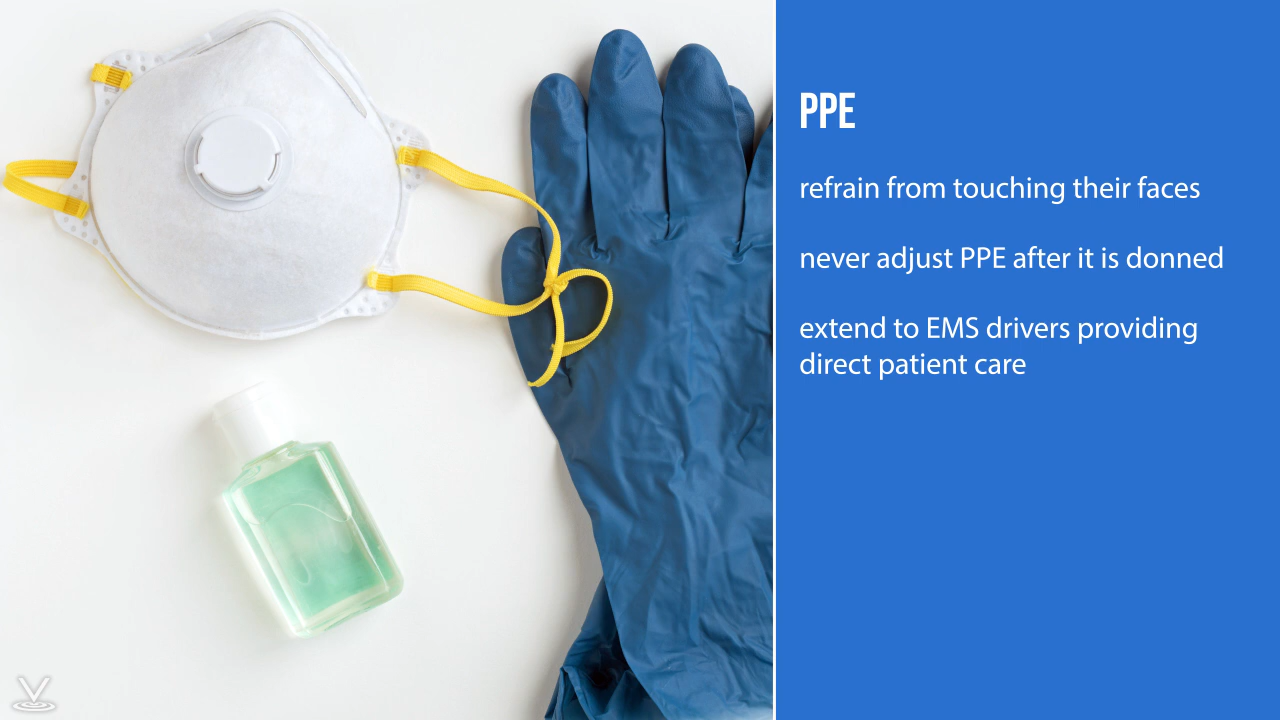 PPE
refrain from touching their faces
never adjust PPE after it is donned
extend to EMS drivers providing
direct patient care